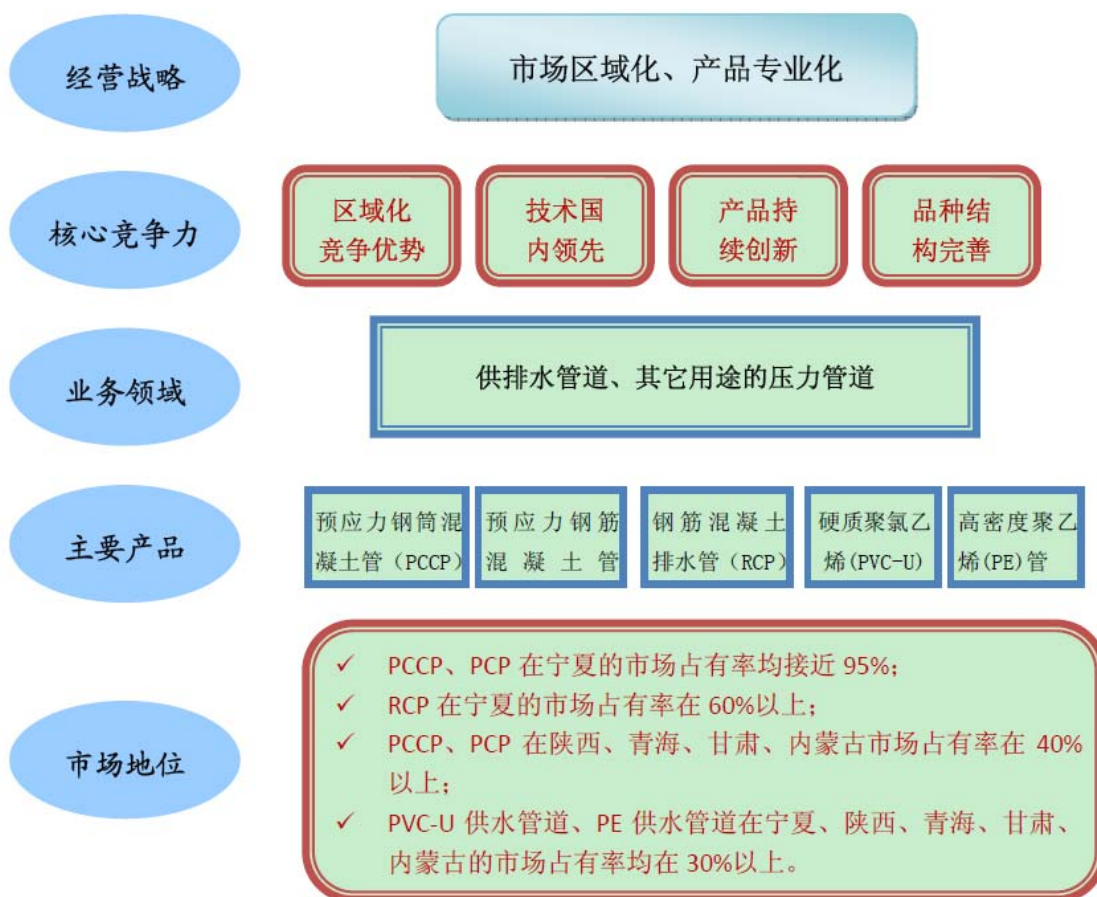 经营战略
市场区域化、产品专业化
核心竞争力
区域化
竞争优势
技术国
内领先
产品持
续创新
品种结
构完善
业务领域
供排水管道、其它用途的压力管道
主要产品
预应力钢筒混
凝土管（PCCP）
预应力钢筋
混凝土管
钢筋混凝土
排水管（RCP）
硬质聚氯乙
烯(PVC-U)
高密度聚乙
烯(PE)管
市场地位
✓ PCCP、PCP 在宁夏的市场占有率均接近 95%；
✓ RCP 在宁夏的市场占有率在 60%以上；
✓ PCCP、PCP 在陕西、青海、甘肃、内蒙古市场占有率在 40%
以上；
✓ PVC-U 供水管道、PE 供水管道在宁夏、陕西、青海、甘肃、
内蒙古的市场占有率均在 30%以上。